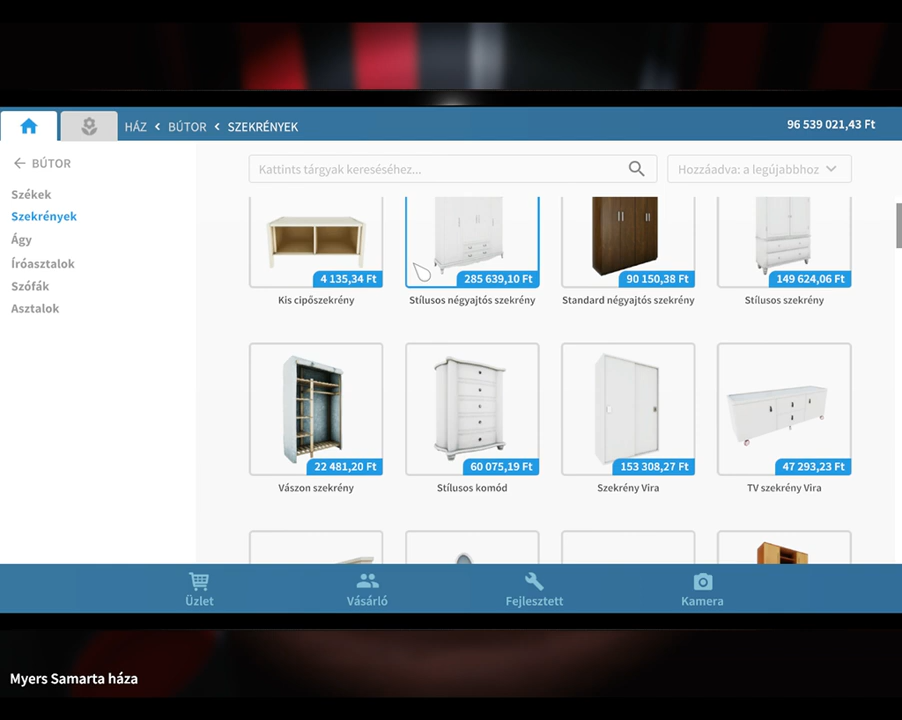 HÁZ < BÚTOR < SZEKRÉNYEK
96 539 021,43 Ft
← BÚTOR
Kattints tárgyak kereséséhez...
Hozzáadva: a legújabbhoz
Székek
Szekrények
Ágy
Íróasztalok
Szófák
Asztalok
4 135,34 Ft
285 639,10 Ft
90 150,38 Ft
149 624,06 Ft
Kis cipőszekrény
Stílusos négyajtós szekrény
Standard négyajtós szekrény
Stílusos szekrény
22 481,20 Ft
60 075,19 Ft
153 308,27 Ft
47 293,23 Ft
Vászon szekrény
Stílusos komód
Szekrény Vira
TV szekrény Vira
Üzlet
Vásárló
Fejlesztett
Kamera
Myers Samarta háza